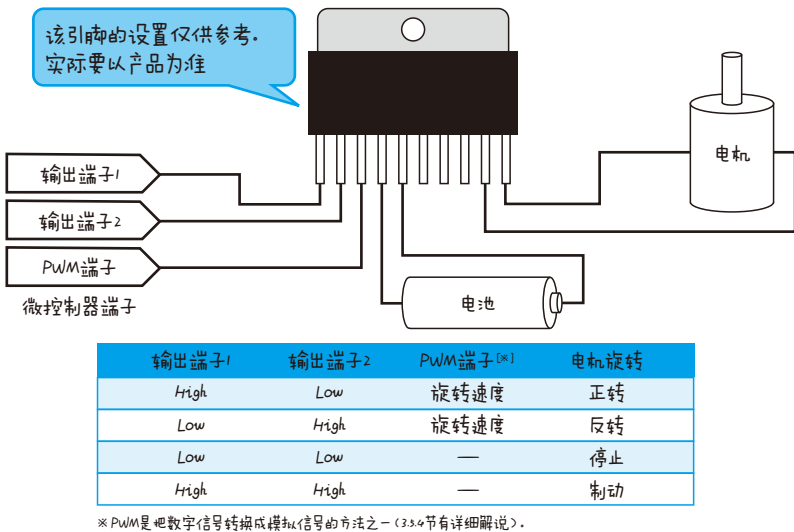 该引脚的设置仅供参考.
实际要以产品为准
电机
输出端子1
输出端子2
PWM端子
微控制器端子
电池
输出端子1 输出端子2 PWM端子[※] 电机旋转
High Low 旋转速度 正转
Low High 旋转速度 反转
Low Low — 停止
High High — 制动
※PWM是把数字信号转换成模拟信号的方法之一(3.5.4节有详细解说).